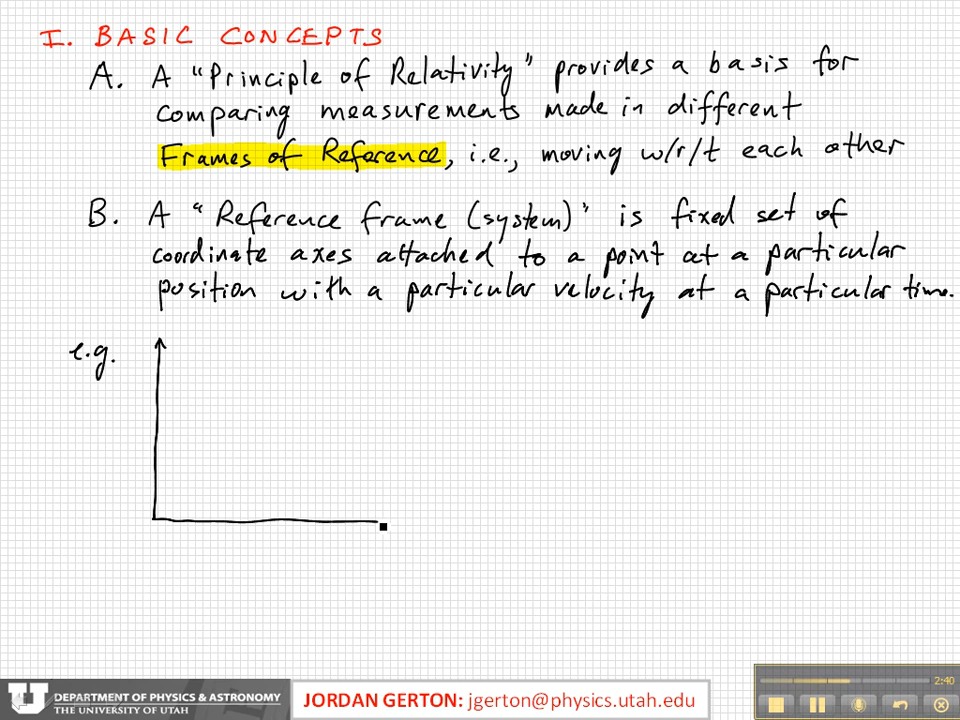 I. BASIC CONCEPTS
A. A "Principle of Relativity" provides a basis for
comparing measurements made in different
Frames of Reference, i.e., moving w/r/t each other
B. A "Reference Frame (system)" is fixed set of
coordinate axes attached to a point at a particular
position with a particular velocity at a particular time.
e.g.
U
DEPARTMENT OF PHYSICS & ASTRONOMY
THE UNIVERSITY OF UTAH
JORDAN GERTON: jgerton@physics.utah.edu
2:40